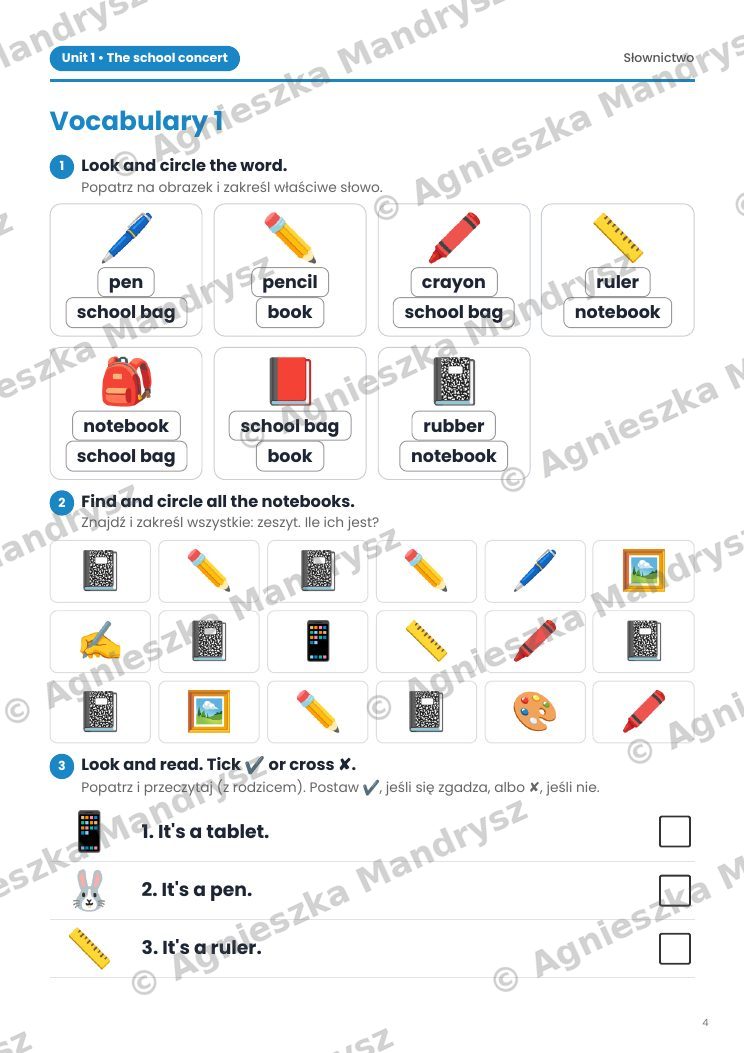 Unit 1 • The school concert
Słownictwo
Vocabulary 1
1 Look and circle the word.
Popatrz na obrazek i zakreśl właściwe słowo.
pen
school bag
pencil
book
crayon
school bag
ruler
notebook
notebook
school bag
school bag
book
rubber
notebook
2 Find and circle all the notebooks.
Znajdź i zakreśl wszystkie: zeszyt. Ile ich jest?
3 Look and read. Tick ✔ or cross ✘.
Popatrz i przeczytaj (z rodzicem). Postaw ✔, jeśli się zgadza, albo ✘, jeśli nie.
1. It's a tablet.
2. It's a pen.
3. It's a ruler.
4
© Agnieszka Mandrysz